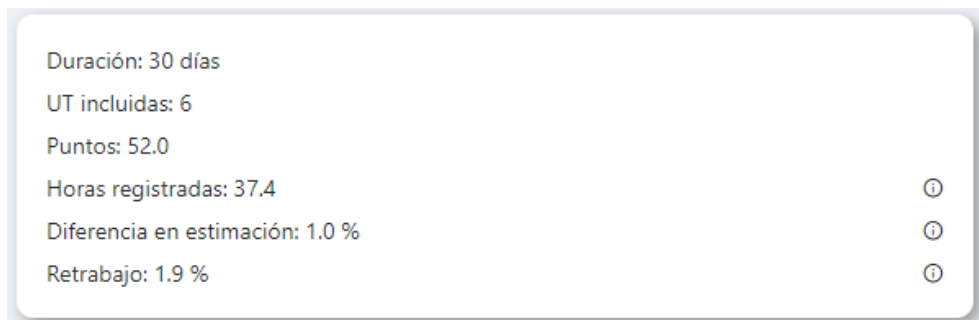 Duración: 30 días
UT incluidas: 6
Puntos: 52.0
Horas registradas: 37.4
Diferencia en estimación: 1.0 %
Retrabajo: 1.9 %